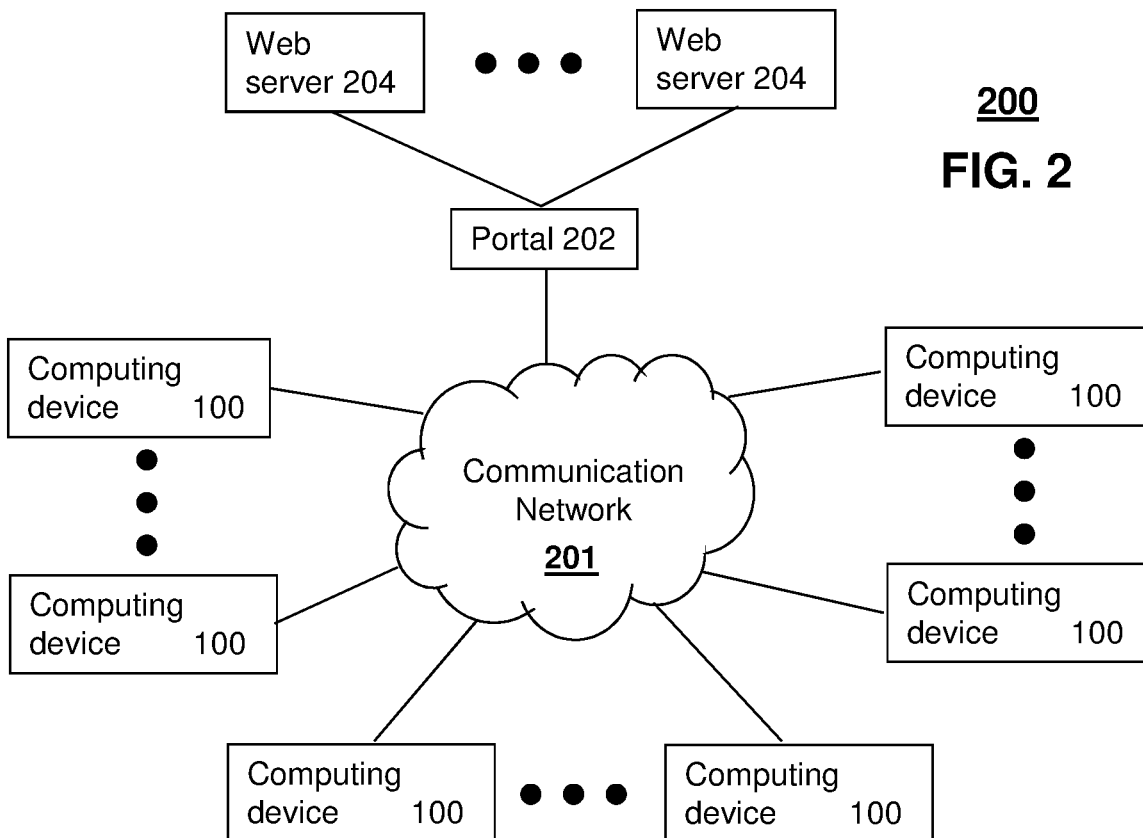 Web
server 204
Web
server 204
200
FIG. 2
Portal 202
Computing
device 100
Computing
device 100
Communication
Network
201
Computing
device 100
Computing
device 100
Computing
device 100
Computing
device 100